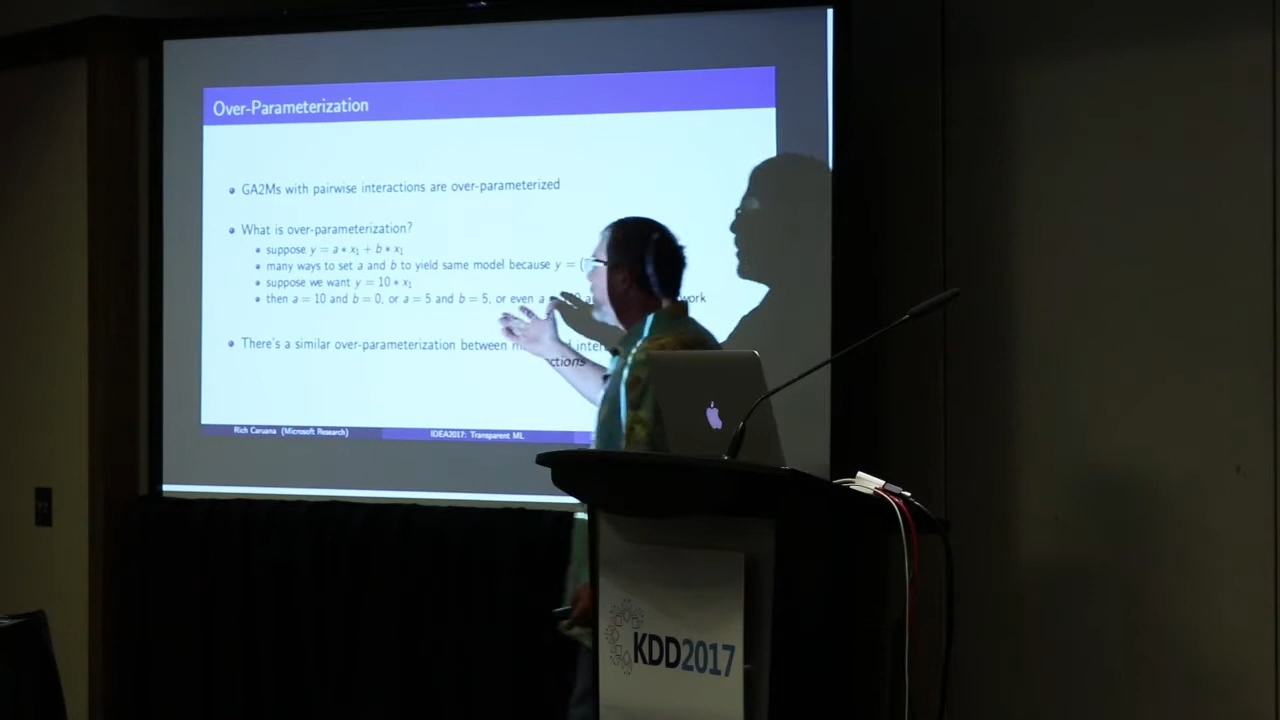 Over-Parameterization
GA2Ms with pairwise interactions are over-parameterized
What is over-parameterization?
suppose y = a * x₁ + b * x₁
many ways to set a and b to yield same model because y = (
suppose we want y = 10 * x₁
then a = 10 and b = 0, or a = 5 and b = 5, or even a
There's a similar over-parameterization between
Rich Caruana (Microsoft Research)
IDEA2017: Transparent ML
KDD2017